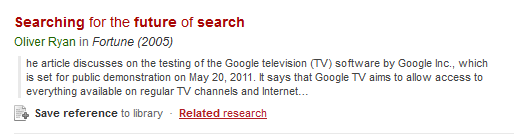 Searching for the future of search
Oliver Ryan in Fortune (2005)
he article discusses on the testing of the Google television (TV) software by Google Inc., which
is set for public demonstration on May 20, 2011. It says that Google TV aims to allow access to
everything available on regular TV channels and Internet...
Save reference to library · Related research